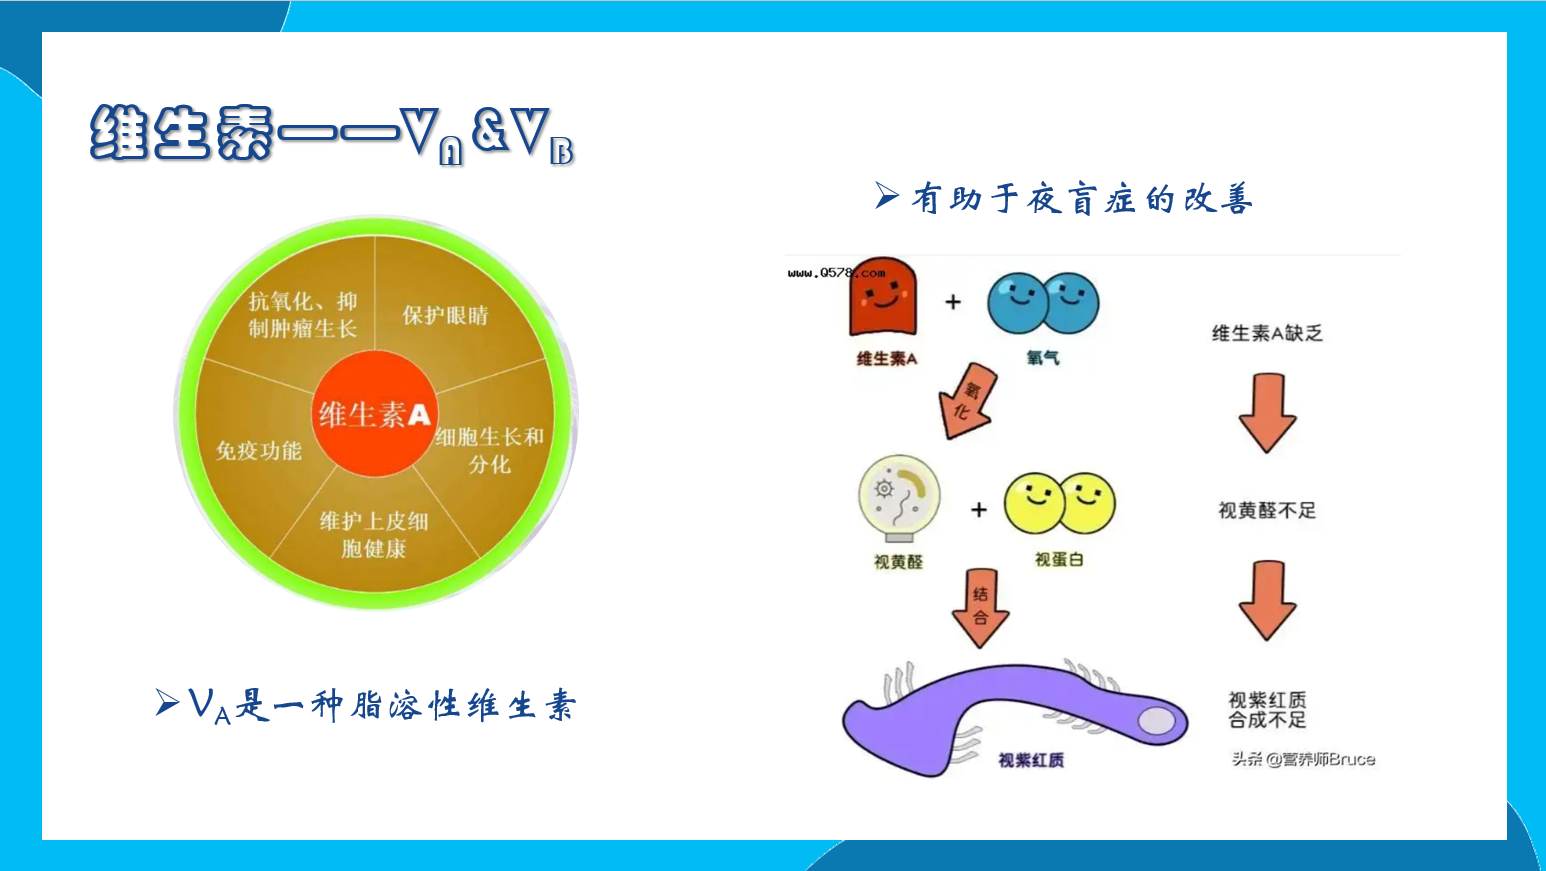 维生素——VA&VB
抗氧化、抑
制肿瘤生长
保护眼睛
维生素A
免疫功能
细胞生长和
分化
维护上皮细
胞健康
➢VA是一种脂溶性维生素
➢有助于夜盲症的改善
www.Q578.com
+
维生素A
氧气
氧
化
+
视黄醛
视蛋白
结
合
视紫红质
维生素A缺乏
视黄醛不足
视紫红质
合成不足
头条 @营养师Bruce